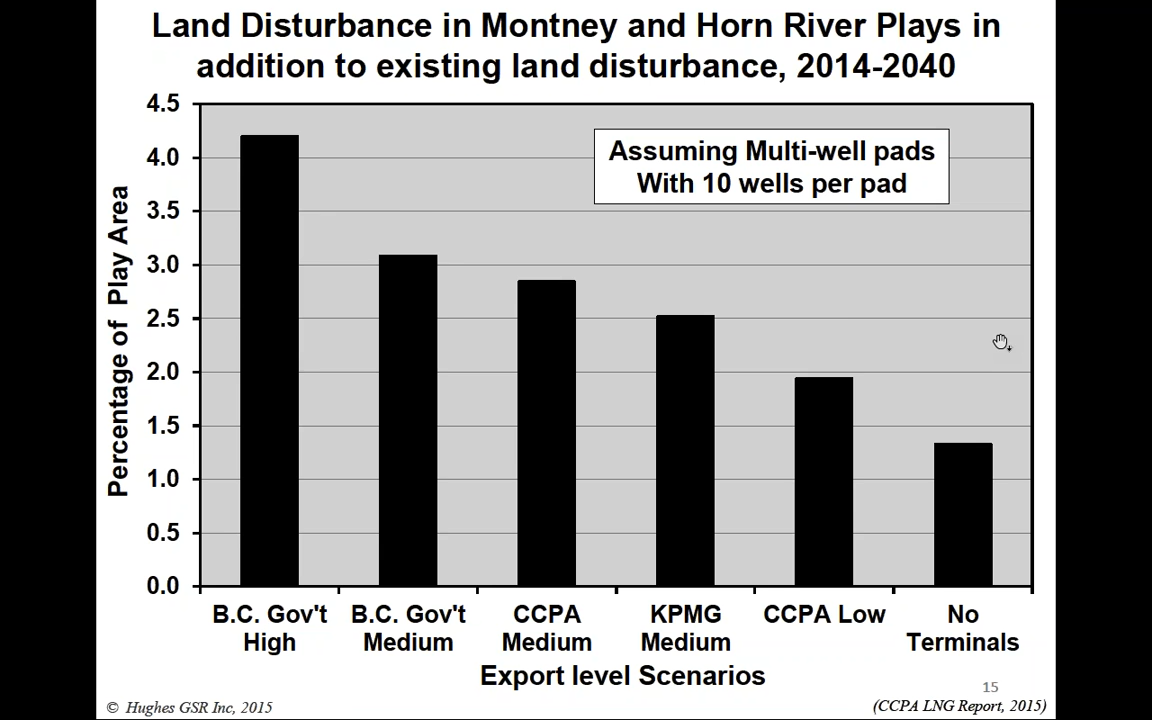 Land Disturbance in Montney and Horn River Plays in
addition to existing land disturbance, 2014-2040
4.5
4.0
3.5
3.0
2.5
2.0
1.5
1.0
0.5
0.0
Percentage of Play Area
Assuming Multi-well pads
With 10 wells per pad
B.C. Gov't
High
B.C. Gov't
Medium
CCPA
Medium
KPMG
Medium
CCPA Low
No
Terminals
Export level Scenarios
15
© Hughes GSR Inc, 2015
(CCPA LNG Report, 2015)